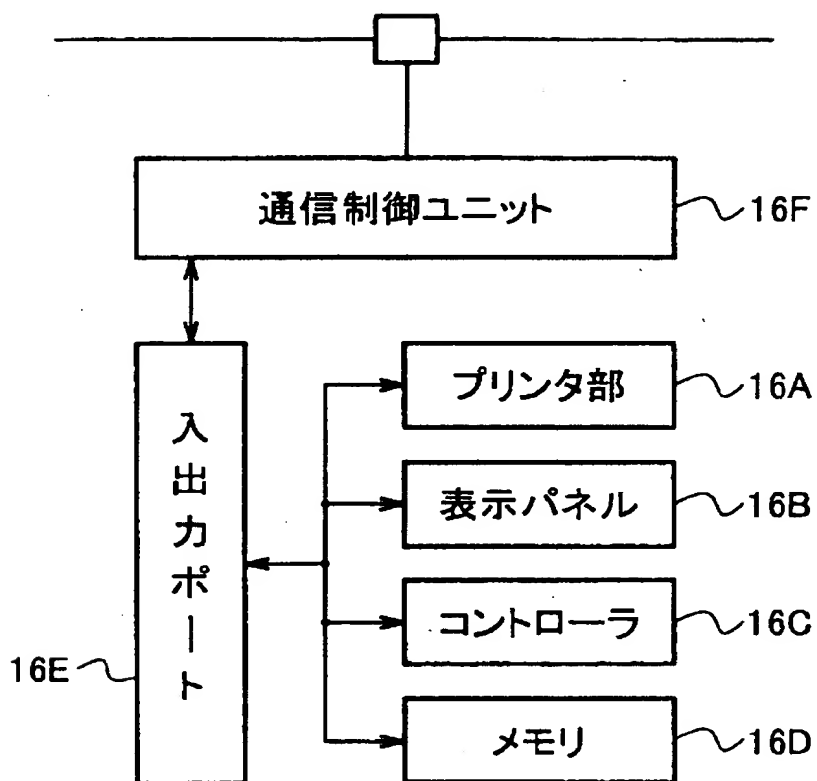 通信制御ユニット
16F
プリンタ部
16A
入出力ポート
表示パネル
16B
コントローラ
16C
16E
メモリ
16D